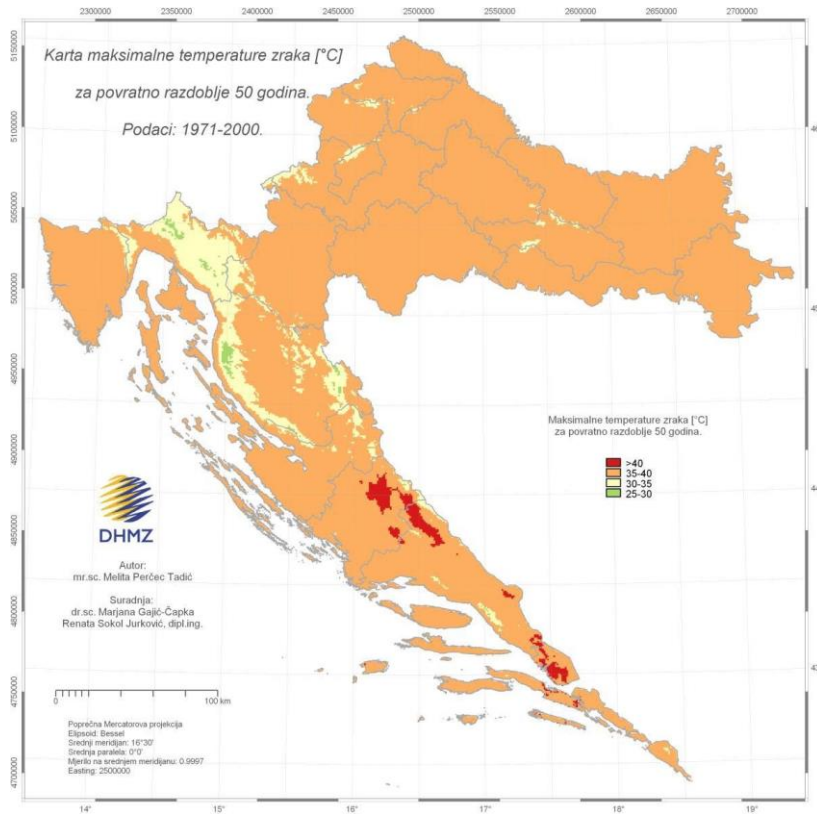 2300000 2350000 2400000 2450000 2500000 2550000 2600000 2650000 2700000
Karta maksimalne temperature zraka [°C]
za povratno razdoblje 50 godina.
Podaci: 1971-2000.
5150000
5100000
5050000
5000000
4950000
4900000
4850000
4800000
4750000
4700000
Maksimalne temperature zraka [°C]
za povratno razdoblje 50 godina.
>40
35-40
30-35
25-30
DHMZ
Autor:
mr.sc. Melita Perčec Tadić
Suradnja:
dr.sc. Marjana Gajić-Čapka
Renata Sokol Jurković, dipl.ing.
0 100 km
Poprečna Mercatorova projekcija
Elipsoid: Bessel
Srednji meridijan: 16°30'
Srednja paralela: 0°0'
Mjerilo na srednjem meridijanu: 0.9997
Easting: 2500000
14° 15° 16° 17° 18° 19°